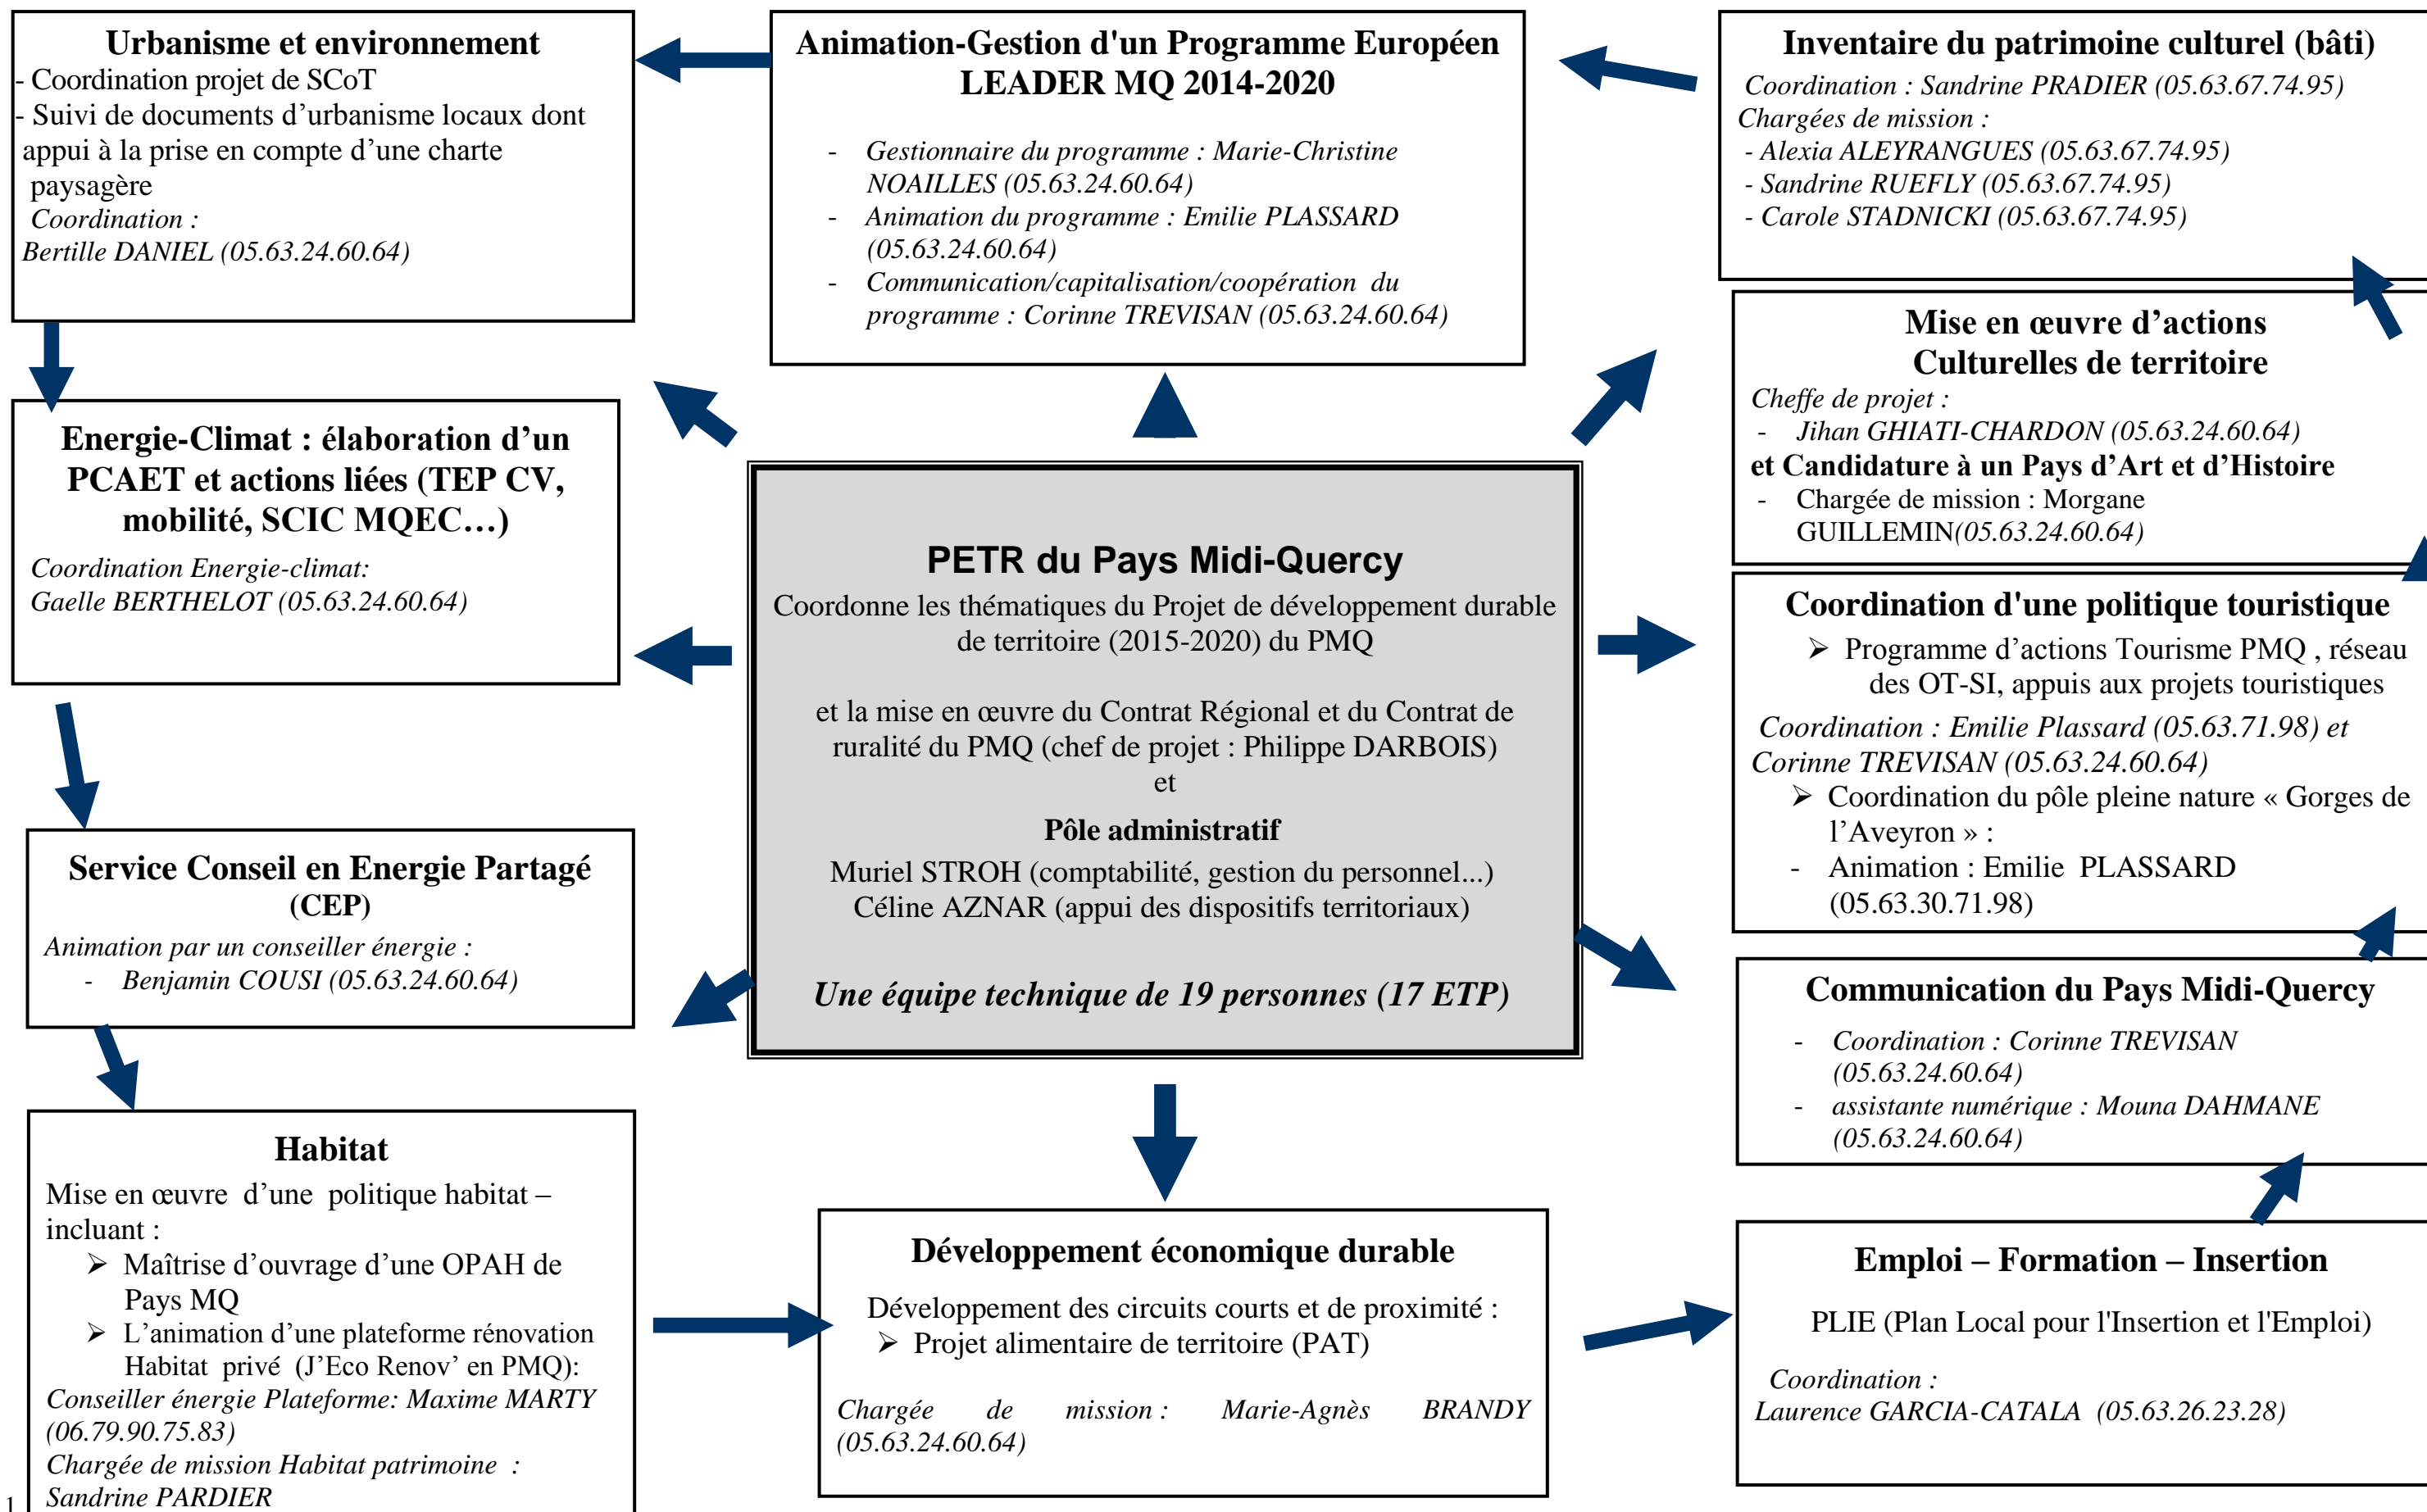 Urbanisme et environnement
- Coordination projet de SCoT
- Suivi de documents d’urbanisme locaux dont
appui à la prise en compte d’une charte
paysagère
Coordination :
Bertille DANIEL (05.63.24.60.64)
Animation-Gestion d'un Programme Européen
LEADER MQ 2014-2020
- Gestionnaire du programme : Marie-Christine
NOAILLES (05.63.24.60.64)
- Animation du programme : Emilie PLASSARD
(05.63.24.60.64)
- Communication/capitalisation/coopération du
programme : Corinne TREVISAN (05.63.24.60.64)
Inventaire du patrimoine culturel (bâti)
Coordination : Sandrine PRADIER (05.63.67.74.95)
Chargées de mission :
- Alexia ALEYRANGUES (05.63.67.74.95)
- Sandrine RUEFLY (05.63.67.74.95)
- Carole STADNICKI (05.63.67.74.95)
Mise en œuvre d’actions
Culturelles de territoire
Cheffe de projet :
- Jihan GHIATI-CHARDON (05.63.24.60.64)
et Candidature à un Pays d’Art et d’Histoire
- Chargée de mission : Morgane
GUILLEMIN(05.63.24.60.64)
Energie-Climat : élaboration d’un
PCAET et actions liées (TEP CV,
mobilité, SCIC MQEC…)
Coordination Energie-climat:
Gaelle BERTHELOT (05.63.24.60.64)
PETR du Pays Midi-Quercy
Coordonne les thématiques du Projet de développement durable
de territoire (2015-2020) du PMQ
et la mise en œuvre du Contrat Régional et du Contrat de
ruralité du PMQ (chef de projet : Philippe DARBOIS)
et
Pôle administratif
Muriel STROH (comptabilité, gestion du personnel...)
Céline AZNAR (appui des dispositifs territoriaux)
Une équipe technique de 19 personnes (17 ETP)
Coordination d'une politique touristique
➢ Programme d’actions Tourisme PMQ , réseau
des OT-SI, appuis aux projets touristiques
Coordination : Emilie Plassard (05.63.71.98) et
Corinne TREVISAN (05.63.24.60.64)
➢ Coordination du pôle pleine nature « Gorges de
l’Aveyron » :
- Animation : Emilie PLASSARD
(05.63.30.71.98)
Service Conseil en Energie Partagé
(CEP)
Animation par un conseiller énergie :
- Benjamin COUSI (05.63.24.60.64)
Communication du Pays Midi-Quercy
- Coordination : Corinne TREVISAN
(05.63.24.60.64)
- assistante numérique : Mouna DAHMANE
(05.63.24.60.64)
Habitat
Mise en œuvre d’une politique habitat –
incluant :
➢ Maîtrise d’ouvrage d’une OPAH de
Pays MQ
➢ L’animation d’une plateforme rénovation
Habitat privé (J’Eco Renov’ en PMQ):
Conseiller énergie Plateforme: Maxime MARTY
(06.79.90.75.83)
Chargée de mission Habitat patrimoine :
Sandrine PARDIER
Développement économique durable
Développement des circuits courts et de proximité :
➢ Projet alimentaire de territoire (PAT)
Chargée de mission : Marie-Agnès BRANDY
(05.63.24.60.64)
Emploi – Formation – Insertion
PLIE (Plan Local pour l'Insertion et l'Emploi)
Coordination :
Laurence GARCIA-CATALA (05.63.26.23.28)
1